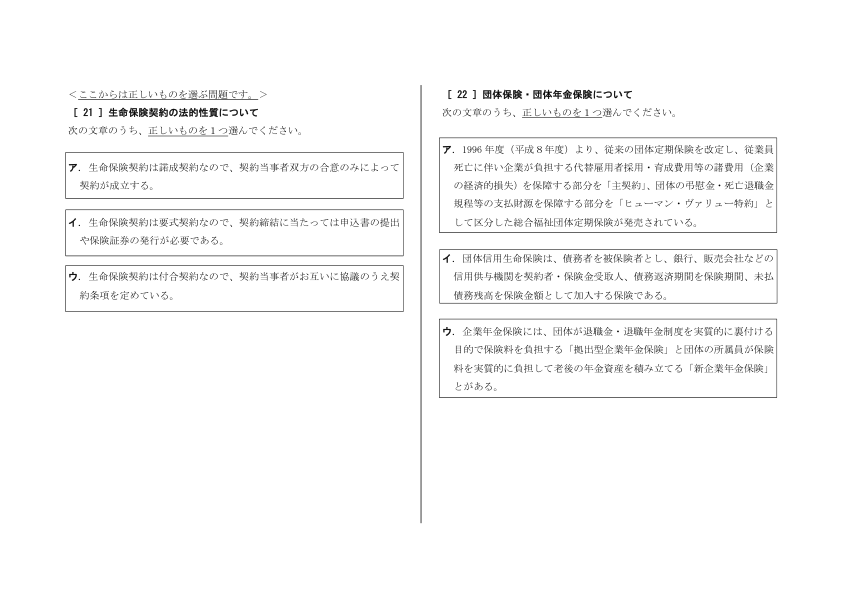 ＜ここからは正しいものを選ぶ問題です。＞
［ 21 ］生命保険契約の法的性質について
次の文章のうち、正しいものを１つ選んでください。
ア．生命保険契約は諾成契約なので、契約当事者双方の合意のみによって
契約が成立する。
イ．生命保険契約は要式契約なので、契約締結に当たっては申込書の提出
や保険証券の発行が必要である。
ウ．生命保険契約は付合契約なので、契約当事者がお互いに協議のうえ契
約条項を定めている。
［ 22 ］団体保険・団体年金保険について
次の文章のうち、正しいものを１つ選んでください。
ア．1996 年度（平成８年度）より、従来の団体定期保険を改定し、従業員
死亡に伴い企業が負担する代替雇用者採用・育成費用等の諸費用（企業
の経済的損失）を保障する部分を「主契約」、団体の弔慰金・死亡退職金
規程等の支払財源を保障する部分を「ヒューマン・ヴァリュー特約」と
して区分した総合福祉団体定期保険が発売されている。
イ．団体信用生命保険は、債務者を被保険者とし、銀行、販売会社などの
信用供与機関を契約者・保険金受取人、債務返済期間を保険期間、未払
債務残高を保険金額として加入する保険である。
ウ．企業年金保険には、団体が退職金・退職年金制度を実質的に裏付ける
目的で保険料を負担する「拠出型企業年金保険」と団体の所属員が保険
料を実質的に負担して老後の年金資産を積み立てる「新企業年金保険」
とがある。